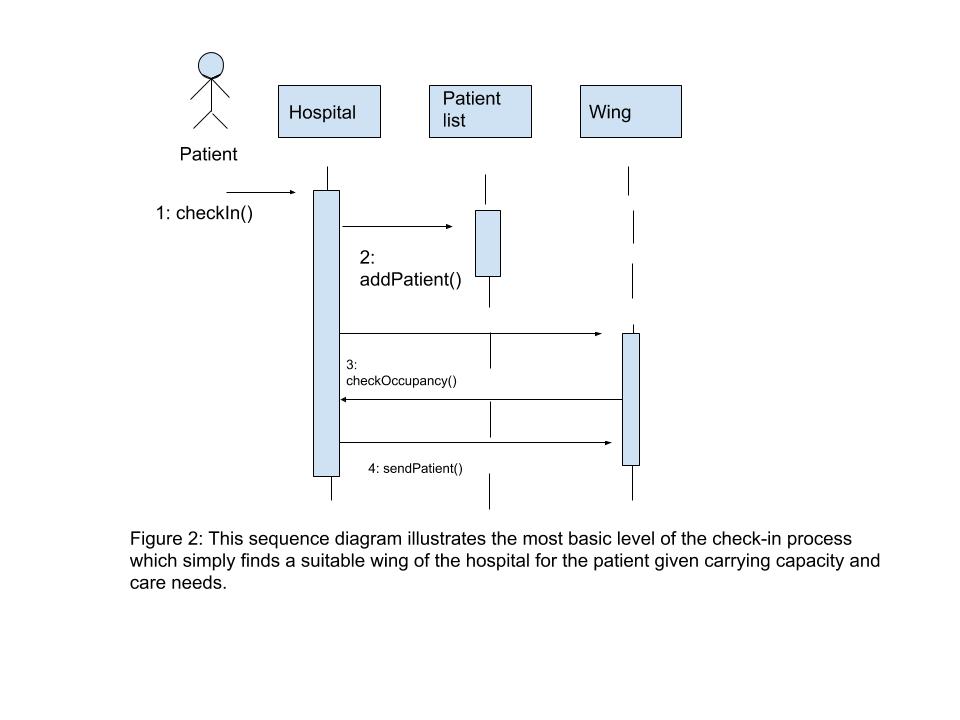 Hospital
Patient
list
Wing
Patient
1: checkIn()
2:
addPatient()
3:
checkOccupancy()
4: sendPatient()
Figure 2: This sequence diagram illustrates the most basic level of the check-in process
which simply finds a suitable wing of the hospital for the patient given carrying capacity and
care needs.